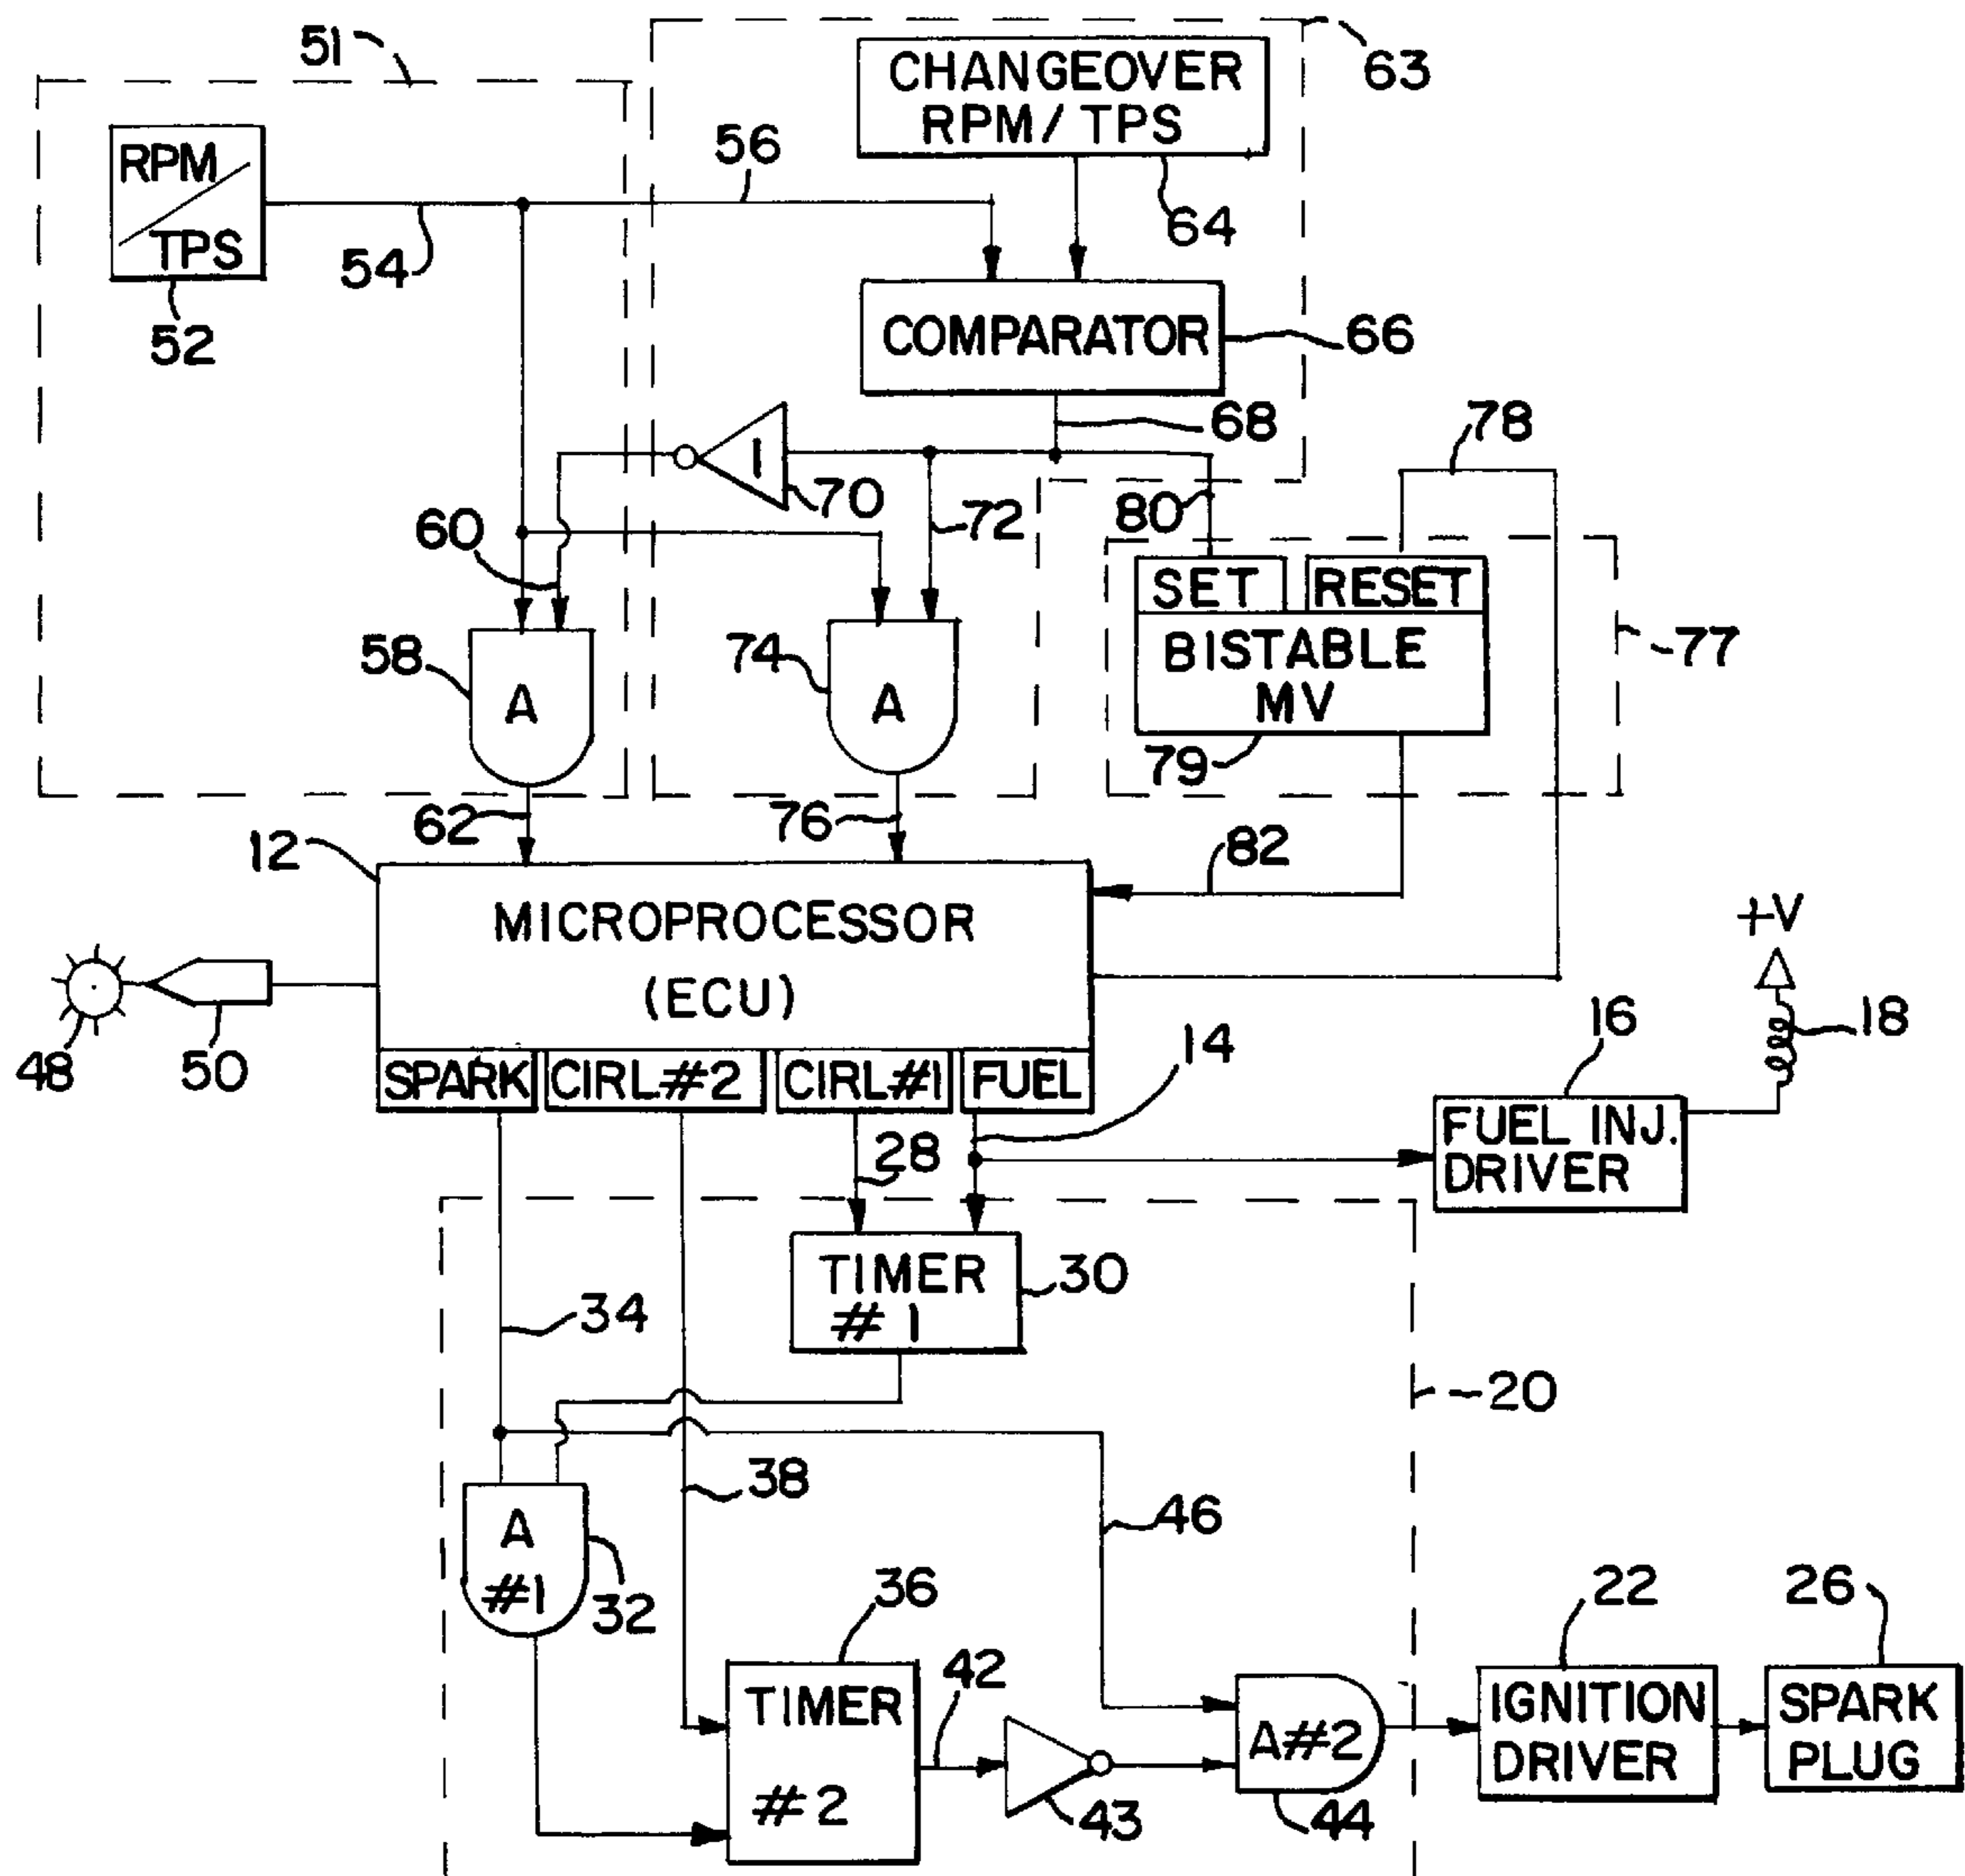 51
63
CHANGEOVER
RPM / TPS
56
RPM
TPS
54
64
52
COMPARATOR
66
68
78
I
70
72
80
60
SET
RESET
58
A
74
A
BISTABLE
MV
77
79
62
76
12
82
MICROPROCESSOR
(ECU)
+V
48
50
14
16
18
SPARK
CIRL #2
CIRL #1
FUEL
28
FUEL INJ.
DRIVER
34
TIMER
# 1
30
20
38
46
A
#1
32
36
22
26
42
TIMER
#2
A#2
IGNITION
DRIVER
SPARK
PLUG
43
44